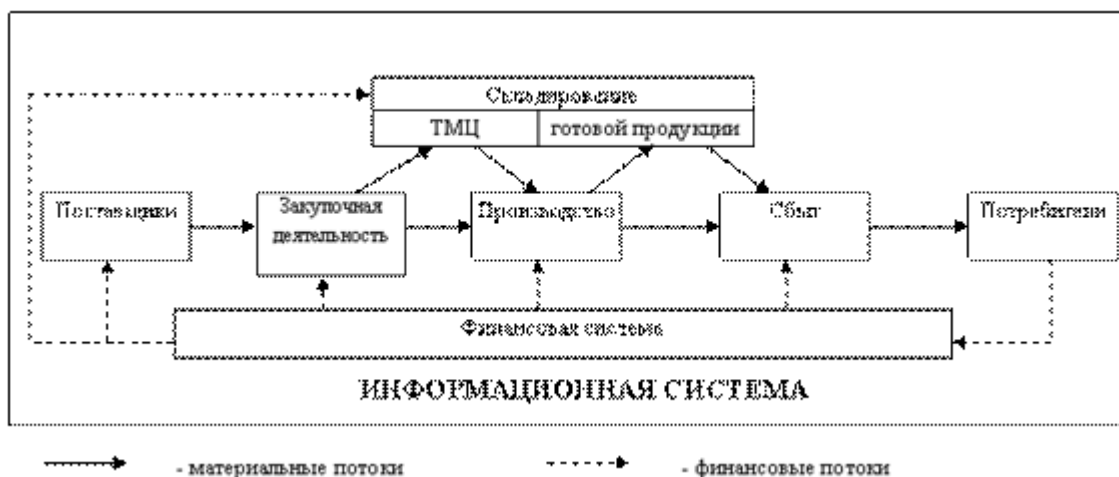 Складирование
ТМЦ
готовой продукции
Поставщики
Закупочная
деятельность
Производство
Сбыт
Потребители
Финансовая система
ИНФОРМАЦИОННАЯ СИСТЕМА
- материальные потоки
- финансовые потоки